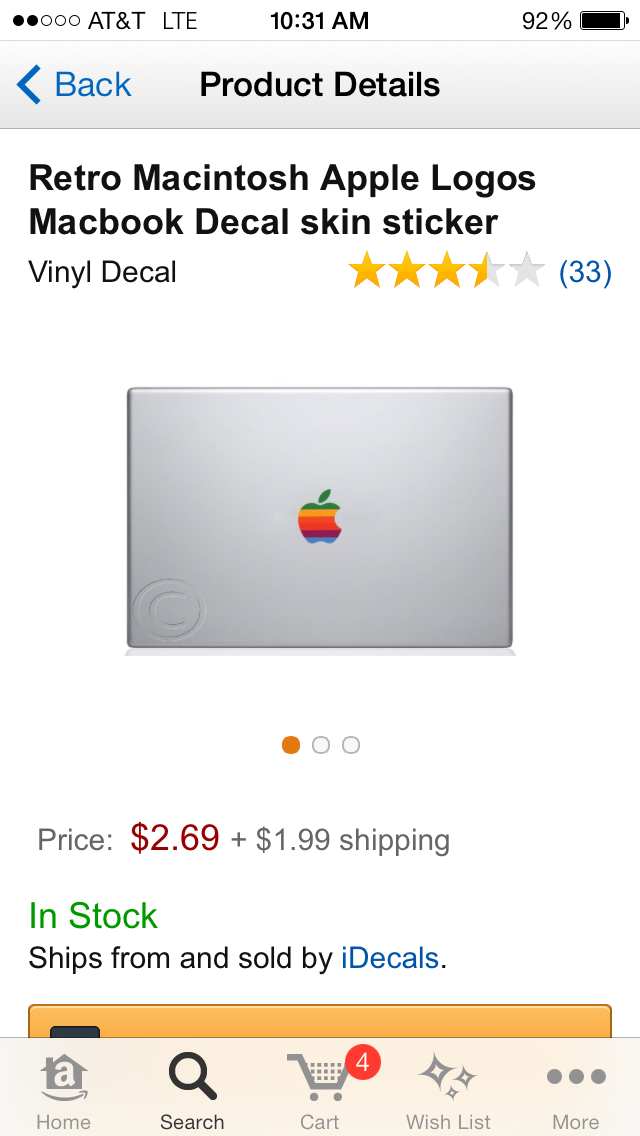 AT&T LTE 10:31 AM 92%
Back Product Details
Retro Macintosh Apple Logos
Macbook Decal skin sticker
Vinyl Decal (33)
©
Price: $2.69 + $1.99 shipping
In Stock
Ships from and sold by iDecals.
a 4
Home Search Cart Wish List More